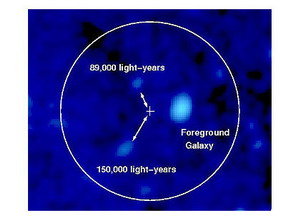 89,000 light-years
Foreground
Galaxy
150,000 light-years